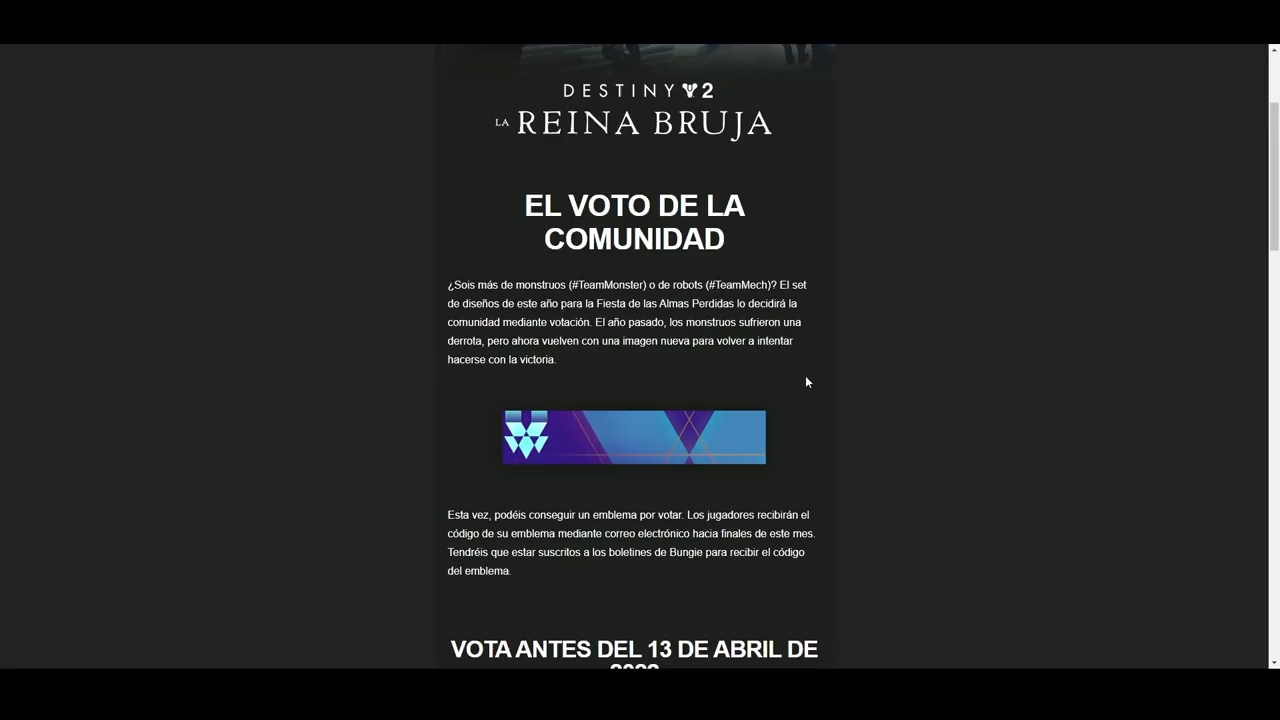 DESTINY 2
LA REINA BRUJA
EL VOTO DE LA
COMUNIDAD
¿Sois más de monstruos (#TeamMonster) o de robots (#TeamMech)? El set
de diseños de este año para la Fiesta de las Almas Perdidas lo decidirá la
comunidad mediante votación. El año pasado, los monstruos sufrieron una
derrota, pero ahora vuelven con una imagen nueva para volver a intentar
hacerse con la victoria.
Esta vez, podéis conseguir un emblema por votar. Los jugadores recibirán el
código de su emblema mediante correo electrónico hacia finales de este mes.
Tendréis que estar suscritos a los boletines de Bungie para recibir el código
del emblema.
VOTA ANTES DEL 13 DE ABRIL DE